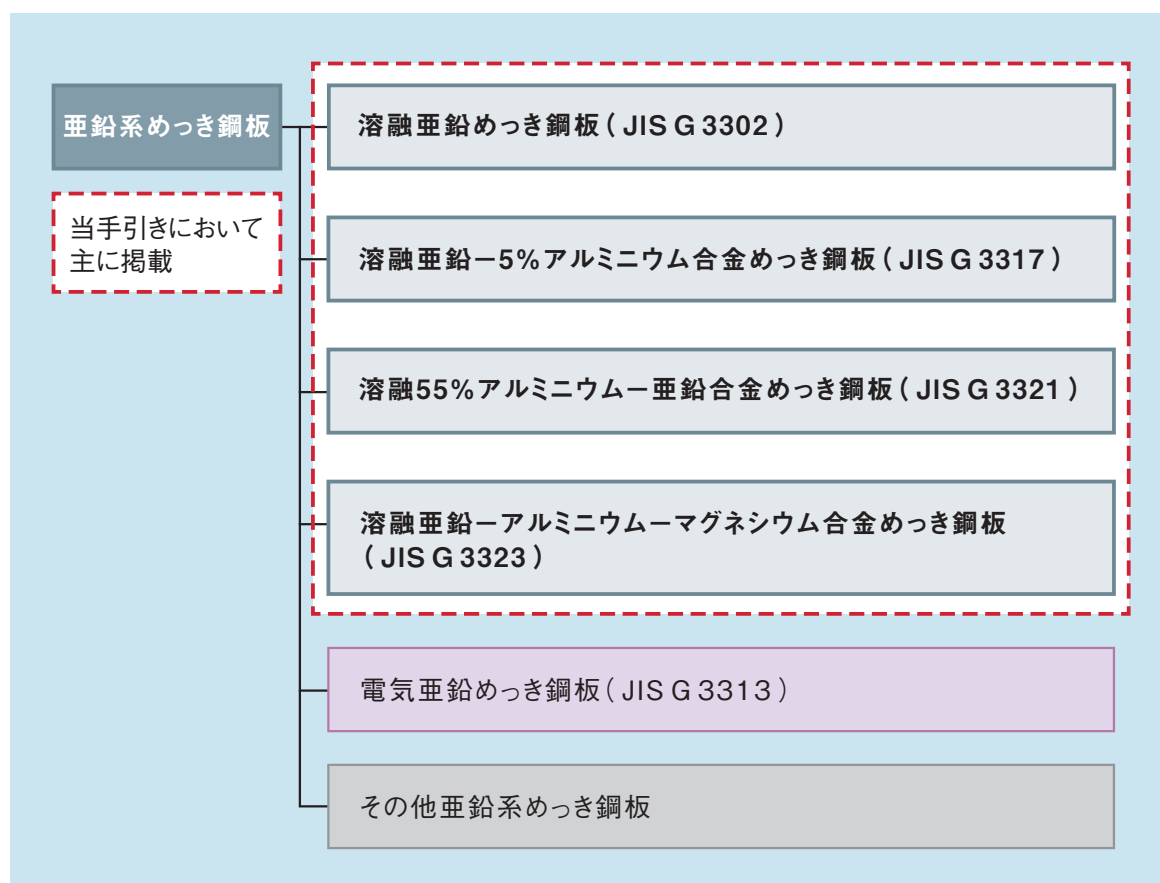 亜鉛系めっき鋼板
当手引きにおいて
主に掲載
溶融亜鉛めっき鋼板(JIS G 3302)
溶融亜鉛ー5%アルミニウム合金めっき鋼板(JIS G 3317)
溶融55%アルミニウムー亜鉛合金めっき鋼板(JIS G 3321)
溶融亜鉛ーアルミニウムーマグネシウム合金めっき鋼板
(JIS G 3323)
電気亜鉛めっき鋼板(JIS G 3313)
その他亜鉛系めっき鋼板